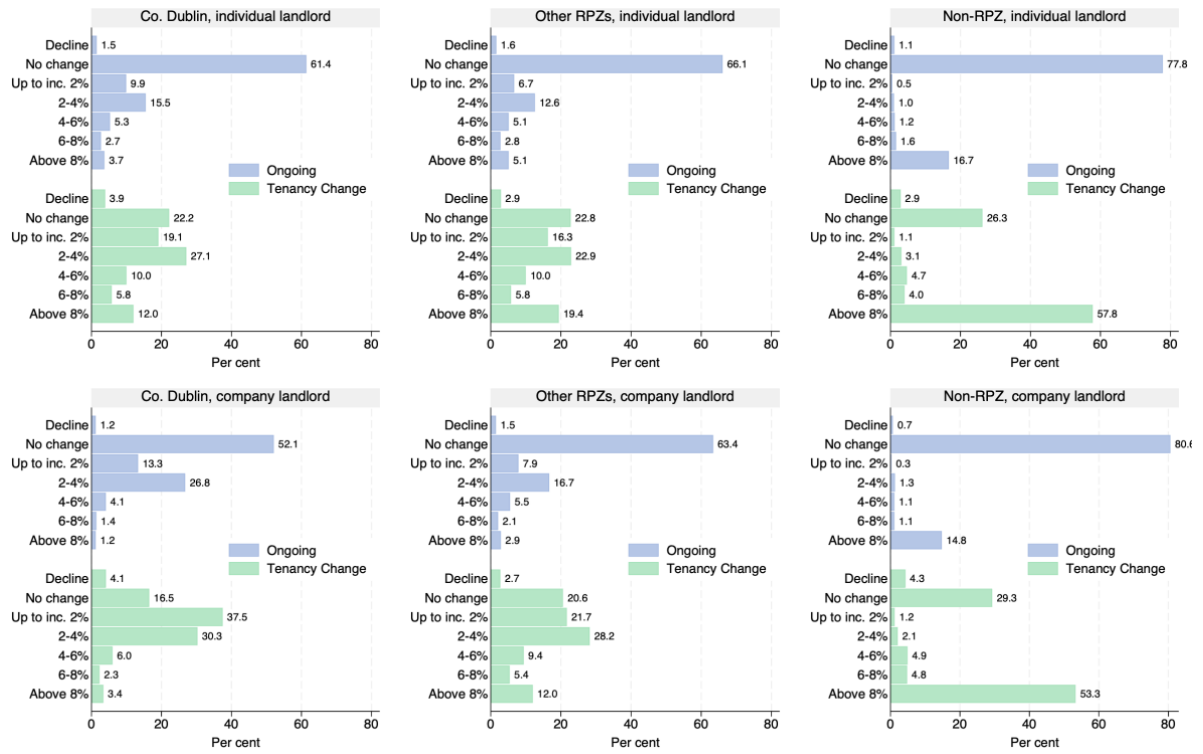 Co. Dublin, individual landlord
Decline 1.5
No change 61.4
Up to inc. 2% 9.9
2-4% 15.5
4-6% 5.3
6-8% 2.7
Above 8% 3.7
Ongoing
Tenancy Change
Decline 3.9
No change 22.2
Up to inc. 2% 19.1
2-4% 27.1
4-6% 10.0
6-8% 5.8
Above 8% 12.0
0 20 40 60 80
Per cent
Other RPZs, individual landlord
Decline 1.6
No change 66.1
Up to inc. 2% 6.7
2-4% 12.6
4-6% 5.1
6-8% 2.8
Above 8% 5.1
Ongoing
Tenancy Change
Decline 2.9
No change 22.8
Up to inc. 2% 16.3
2-4% 22.9
4-6% 10.0
6-8% 5.8
Above 8% 19.4
0 20 40 60 80
Per cent
Non-RPZ, individual landlord
Decline 1.1
No change 77.8
Up to inc. 2% 0.5
2-4% 1.0
4-6% 1.2
6-8% 1.6
Above 8% 16.7
Ongoing
Tenancy Change
Decline 2.9
No change 26.3
Up to inc. 2% 1.1
2-4% 3.1
4-6% 4.7
6-8% 4.0
Above 8% 57.8
0 20 40 60 80
Per cent
Co. Dublin, company landlord
Decline 1.2
No change 52.1
Up to inc. 2% 13.3
2-4% 26.8
4-6% 4.1
6-8% 1.4
Above 8% 1.2
Ongoing
Tenancy Change
Decline 4.1
No change 16.5
Up to inc. 2% 37.5
2-4% 30.3
4-6% 6.0
6-8% 2.3
Above 8% 3.4
0 20 40 60 80
Per cent
Other RPZs, company landlord
Decline 1.5
No change 63.4
Up to inc. 2% 7.9
2-4% 16.7
4-6% 5.5
6-8% 2.1
Above 8% 2.9
Ongoing
Tenancy Change
Decline 2.7
No change 20.6
Up to inc. 2% 21.7
2-4% 28.2
4-6% 9.4
6-8% 5.4
Above 8% 12.0
0 20 40 60 80
Per cent
Non-RPZ, company landlord
Decline 0.7
No change 80.6
Up to inc. 2% 0.3
2-4% 1.3
4-6% 1.1
6-8% 1.1
Above 8% 14.8
Ongoing
Tenancy Change
Decline 4.3
No change 29.3
Up to inc. 2% 1.2
2-4% 2.1
4-6% 4.9
6-8% 4.8
Above 8% 53.3
0 20 40 60 80
Per cent